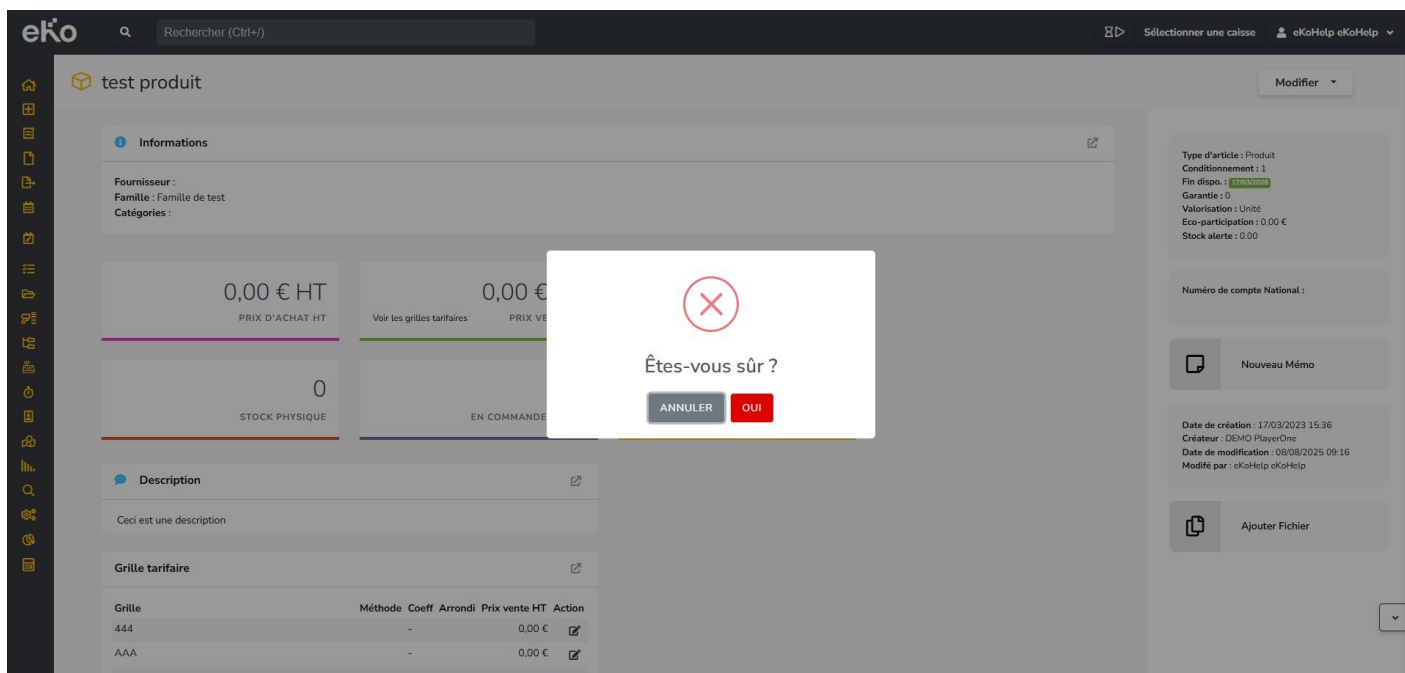 eKo
Rechercher (Ctrl+/)
Sélectionner une caisse
eKoHelp eKoHelp
test produit
Modifier
Informations
Fournisseur :
Famille : Famille de test
Catégories :
Type d'article : Produit
Conditionnement : 1
Fin dispo. : 17/03/2028
Garantie : 0
Valorisation : Unité
Eco-participation : 0,00 €
Stock alerte : 0.00
0,00 € HT
PRIX D'ACHAT HT
0,00 €
Voir les grilles tarifaires PRIX VE
Numéro de compte National :
Êtes-vous sûr ?
ANNULER OUI
0
STOCK PHYSIQUE
EN COMMANDE
Nouveau Mémo
Date de création : 17/03/2023 15:36
Créateur : DEMO PlayerOne
Date de modification : 08/08/2025 09:16
Modifé par : eKoHelp eKoHelp
Description
Ceci est une description
Ajouter Fichier
Grille tarifaire
Grille Méthode Coeff Arrondi Prix vente HT Action
444 - 0,00 €
AAA - 0,00 €